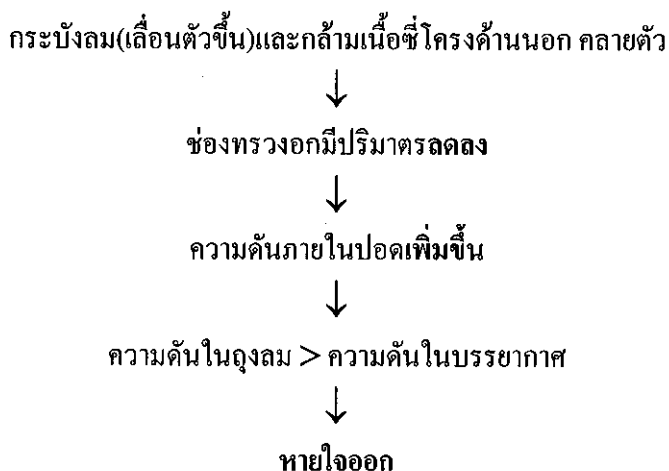 กระบังลม(เลื่อนตัวขึ้น)และกล้ามเนื้อซี่โครงด้านนอก คลายตัว
↓
ช่องทรวงอกมีปริมาตรลดลง
↓
ความดันภายในปอดเพิ่มขึ้น
↓
ความดันในถุงลม > ความดันในบรรยากาศ
↓
หายใจออก